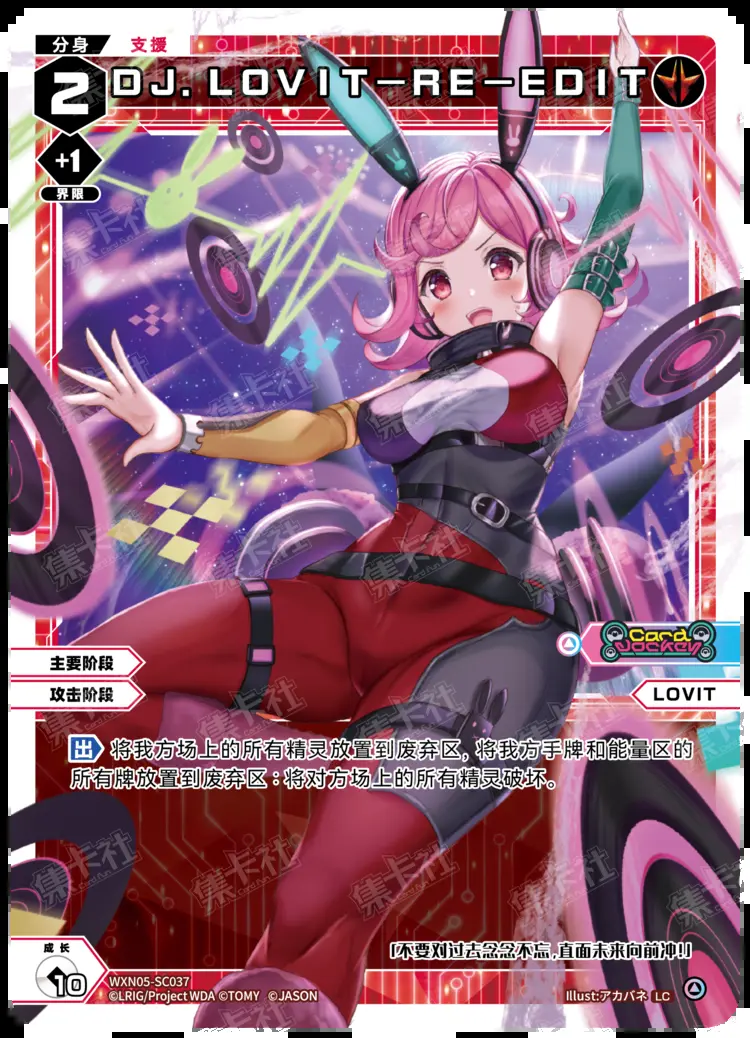 分身 支援
2 DJ.LOVIT-RE-EDIT
+1
界限
Card
Jockey
主要阶段
攻击阶段
LOVIT
出 将我方场上的所有精灵放置到废弃区,将我方手牌和能量区的
所有牌放置到废弃区:将对方场上的所有精灵破坏。
「不要对过去念念不忘,直面未来向前冲!」
成长
10
WXN05-SC037
©LRIG/Project WDA ©TOMY ©JASON
Illust:アカバネ LC
集卡社